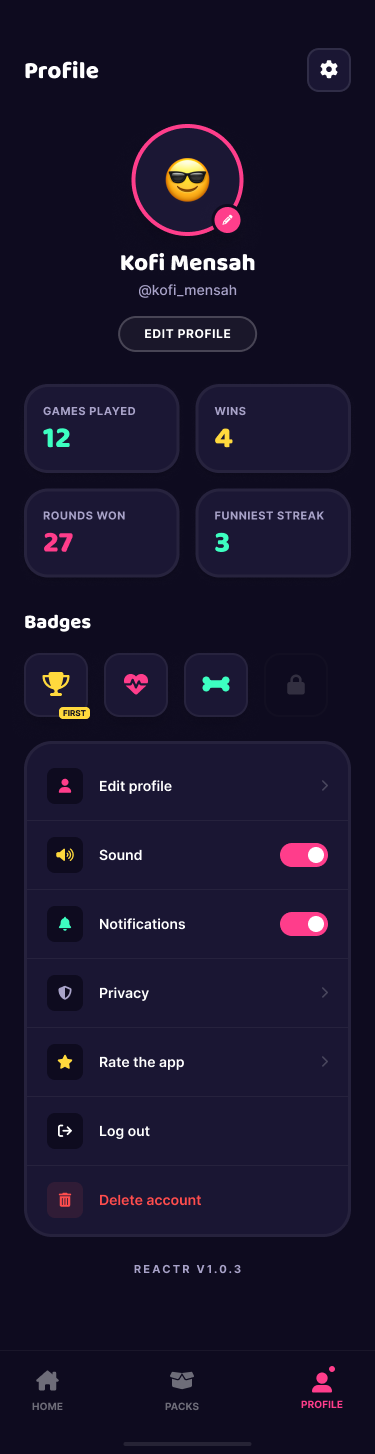 Profile
Kofi Mensah
@kofi_mensah
EDIT PROFILE
GAMES PLAYED
12
WINS
4
ROUNDS WON
27
FUNNIEST STREAK
3
Badges
FIRST
Edit profile
Sound
Notifications
Privacy
Rate the app
Log out
Delete account
REACTR V1.0.3
HOME
PACKS
PROFILE